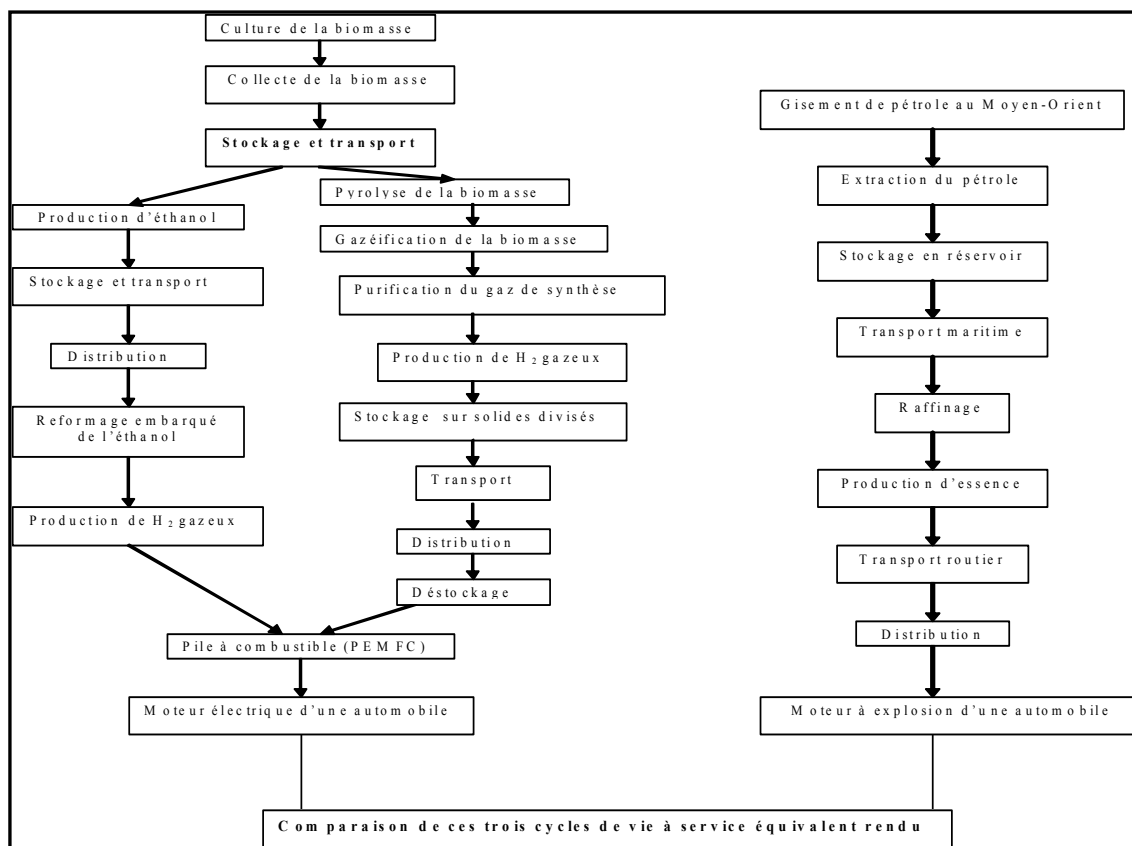 Culture de la biomasse
Collecte de la biomasse
Stockage et transport
Production d'éthanol
Stockage et transport
Distribution
Reformage embarqué
de l'éthanol
Production de H₂ gazeux
Pyrolyse de la biomasse
Gazéification de la biomasse
Purification du gaz de synthèse
Production de H₂ gazeux
Stockage sur solides divisés
Transport
Distribution
Déstockage
Pile à combustible (PEMFC)
Moteur électrique d'une automobile
Gisement de pétrole au Moyen-Orient
Extraction du pétrole
Stockage en réservoir
Transport maritime
Raffinage
Production d'essence
Transport routier
Distribution
Moteur à explosion d'une automobile
Comparaison de ces trois cycles de vie à service équivalent rendu